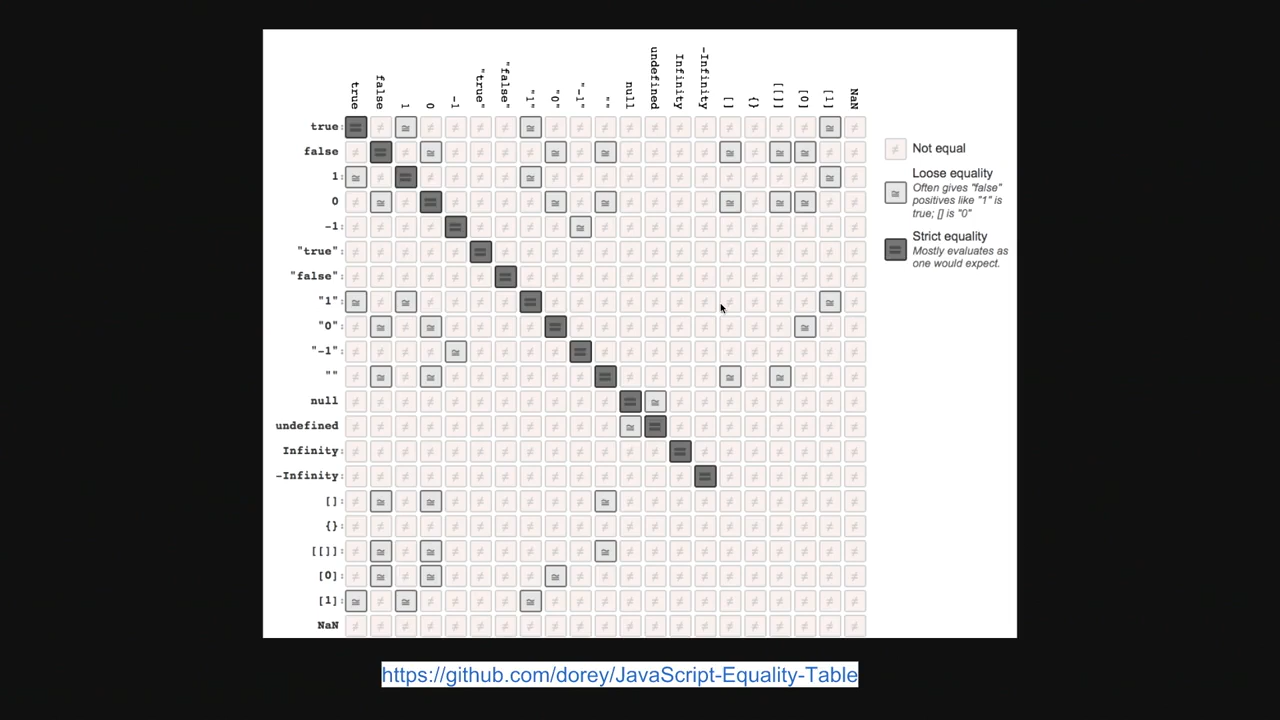 true false 1 0 -1 "true" "false" "1" "0" "-1" "" null undefined Infinity -Infinity [] {} [[]] [0] [1] NaN
true: = ≠ ≅ ≠ ≠ ≠ ≠ ≅ ≠ ≠ ≠ ≠ ≠ ≠ ≠ ≠ ≠ ≠ ≠ ≅ ≠
false ≠ = ≠ ≅ ≠ ≠ ≠ ≠ ≅ ≠ ≅ ≠ ≠ ≠ ≠ ≅ ≠ ≅ ≅ ≠ ≠
1: ≅ ≠ = ≠ ≠ ≠ ≠ ≅ ≠ ≠ ≠ ≠ ≠ ≠ ≠ ≠ ≠ ≠ ≠ ≅ ≠
0 ≠ ≅ ≠ = ≠ ≠ ≠ ≠ ≅ ≠ ≅ ≠ ≠ ≠ ≠ ≅ ≠ ≅ ≅ ≠ ≠
-1: ≠ ≠ ≠ ≠ = ≠ ≠ ≠ ≠ ≅ ≠ ≠ ≠ ≠ ≠ ≠ ≠ ≠ ≠ ≠ ≠
"true": ≠ ≠ ≠ ≠ ≠ = ≠ ≠ ≠ ≠ ≠ ≠ ≠ ≠ ≠ ≠ ≠ ≠ ≠ ≠ ≠
"false": ≠ ≠ ≠ ≠ ≠ ≠ = ≠ ≠ ≠ ≠ ≠ ≠ ≠ ≠ ≠ ≠ ≠ ≠ ≠ ≠
"1": ≅ ≠ ≅ ≠ ≠ ≠ ≠ = ≠ ≠ ≠ ≠ ≠ ≠ ≠ ≠ ≠ ≠ ≠ ≅ ≠
"0": ≠ ≅ ≠ ≅ ≠ ≠ ≠ ≠ = ≠ ≠ ≠ ≠ ≠ ≠ ≠ ≠ ≠ ≅ ≠ ≠
"-1": ≠ ≠ ≠ ≠ ≅ ≠ ≠ ≠ ≠ = ≠ ≠ ≠ ≠ ≠ ≠ ≠ ≠ ≠ ≠ ≠
"" ≠ ≅ ≠ ≅ ≠ ≠ ≠ ≠ ≠ ≠ = ≠ ≠ ≠ ≠ ≅ ≠ ≅ ≠ ≠ ≠
null ≠ ≠ ≠ ≠ ≠ ≠ ≠ ≠ ≠ ≠ ≠ = ≅ ≠ ≠ ≠ ≠ ≠ ≠ ≠ ≠
undefined ≠ ≠ ≠ ≠ ≠ ≠ ≠ ≠ ≠ ≠ ≠ ≅ = ≠ ≠ ≠ ≠ ≠ ≠ ≠ ≠
Infinity: ≠ ≠ ≠ ≠ ≠ ≠ ≠ ≠ ≠ ≠ ≠ ≠ ≠ = ≠ ≠ ≠ ≠ ≠ ≠ ≠
-Infinity: ≠ ≠ ≠ ≠ ≠ ≠ ≠ ≠ ≠ ≠ ≠ ≠ ≠ ≠ = ≠ ≠ ≠ ≠ ≠ ≠
[]: ≠ ≅ ≠ ≅ ≠ ≠ ≠ ≠ ≠ ≠ ≅ ≠ ≠ ≠ ≠ ≠ ≠ ≠ ≠ ≠ ≠
{}: ≠ ≠ ≠ ≠ ≠ ≠ ≠ ≠ ≠ ≠ ≠ ≠ ≠ ≠ ≠ ≠ ≠ ≠ ≠ ≠ ≠
[[]]: ≠ ≅ ≠ ≅ ≠ ≠ ≠ ≠ ≠ ≠ ≅ ≠ ≠ ≠ ≠ ≠ ≠ ≠ ≠ ≠ ≠
[0]: ≠ ≅ ≠ ≅ ≠ ≠ ≠ ≠ ≅ ≠ ≠ ≠ ≠ ≠ ≠ ≠ ≠ ≠ ≠ ≠ ≠
[1]: ≅ ≠ ≅ ≠ ≠ ≠ ≠ ≅ ≠ ≠ ≠ ≠ ≠ ≠ ≠ ≠ ≠ ≠ ≠ ≠ ≠
NaN ≠ ≠ ≠ ≠ ≠ ≠ ≠ ≠ ≠ ≠ ≠ ≠ ≠ ≠ ≠ ≠ ≠ ≠ ≠ ≠ ≠
≠ Not equal
Loose equality
≅ Often gives "false"
positives like "1" is
true; [] is "0"
Strict equality
= Mostly evaluates as
one would expect.
https://github.com/dorey/JavaScript-Equality-Table